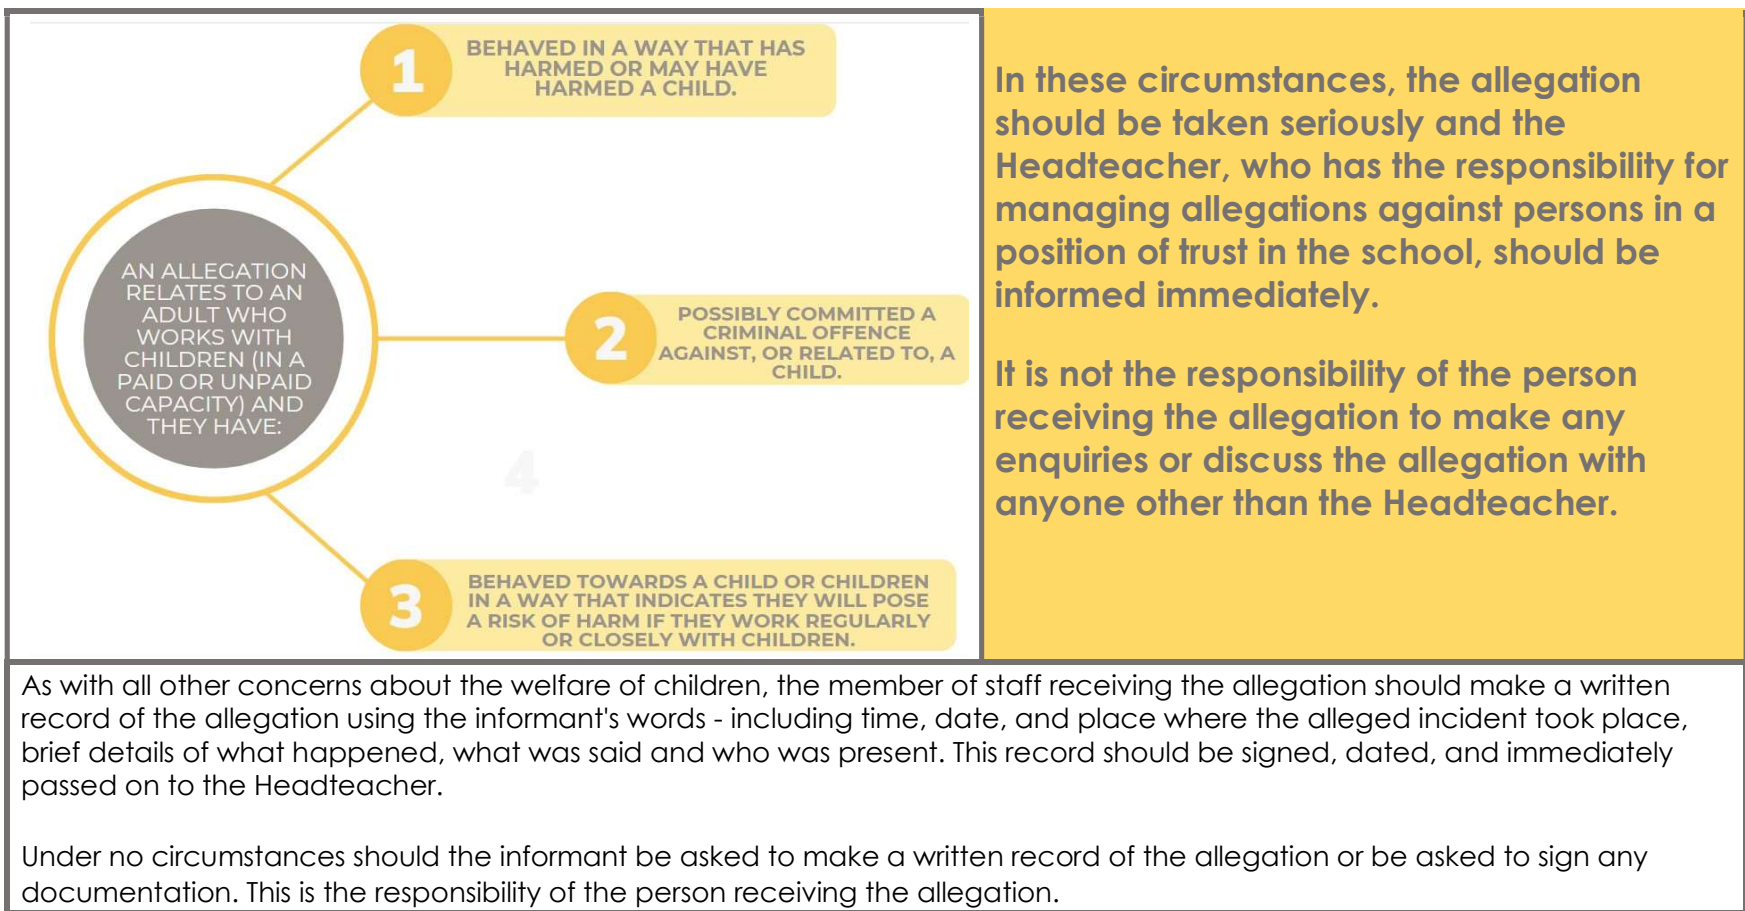 1
BEHAVED IN A WAY THAT HAS
HARMED OR MAY HAVE
HARMED A CHILD.
AN ALLEGATION
RELATES TO AN
ADULT WHO
WORKS WITH
CHILDREN (IN A
PAID OR UNPAID
CAPACITY) AND
THEY HAVE:
2
POSSIBLY COMMITTED A
CRIMINAL OFFENCE
AGAINST, OR RELATED TO, A
CHILD.
4
3
BEHAVED TOWARDS A CHILD OR CHILDREN
IN A WAY THAT INDICATES THEY WILL POSE
A RISK OF HARM IF THEY WORK REGULARLY
OR CLOSELY WITH CHILDREN.
In these circumstances, the allegation
should be taken seriously and the
Headteacher, who has the responsibility for
managing allegations against persons in a
position of trust in the school, should be
informed immediately.
It is not the responsibility of the person
receiving the allegation to make any
enquiries or discuss the allegation with
anyone other than the Headteacher.
As with all other concerns about the welfare of children, the member of staff receiving the allegation should make a written
record of the allegation using the informant's words - including time, date, and place where the alleged incident took place,
brief details of what happened, what was said and who was present. This record should be signed, dated, and immediately
passed on to the Headteacher.
Under no circumstances should the informant be asked to make a written record of the allegation or be asked to sign any
documentation. This is the responsibility of the person receiving the allegation.